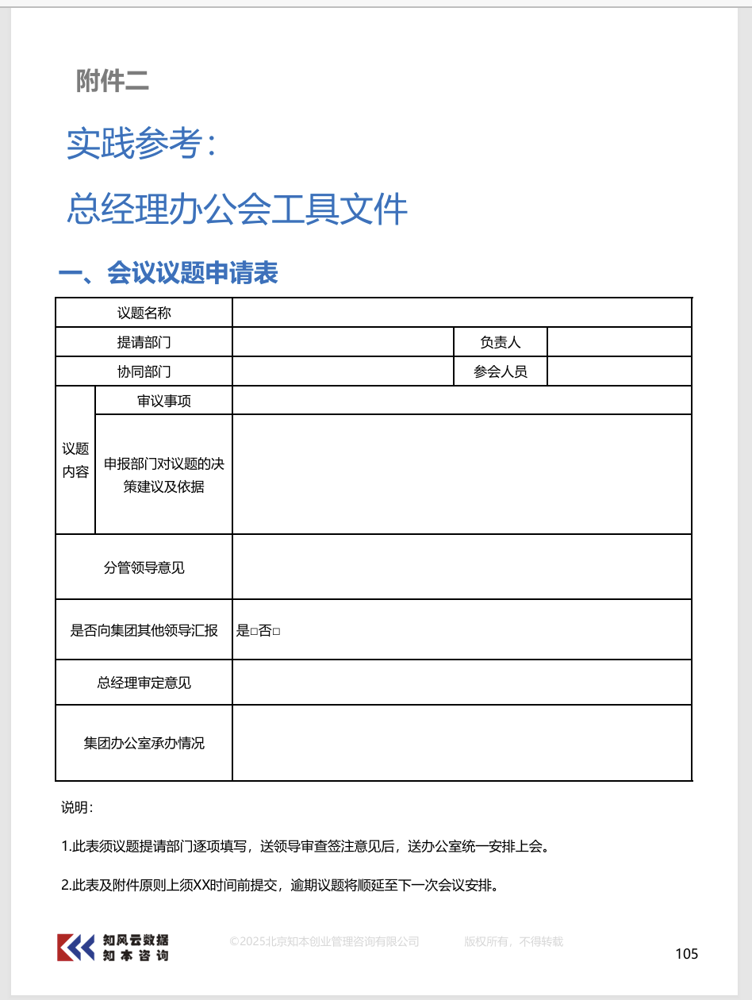 附件二
实践参考：
总经理办公会工具文件
一、会议议题申请表
议题名称
提请部门
负责人
协同部门
参会人员
议题
内容
审议事项
申报部门对议题的决
策建议及依据
分管领导意见
是否向集团其他领导汇报
是□否□
总经理审定意见
集团办公室承办情况
说明：
1.此表须议题提请部门逐项填写，送领导审查签注意见后，送办公室统一安排上会。
2.此表及附件原则上须XX时间前提交，逾期议题将顺延至下一次会议安排。
知风云数据
知本咨询
©2025北京知本创业管理咨询有限公司 版权所有，不得转载
105